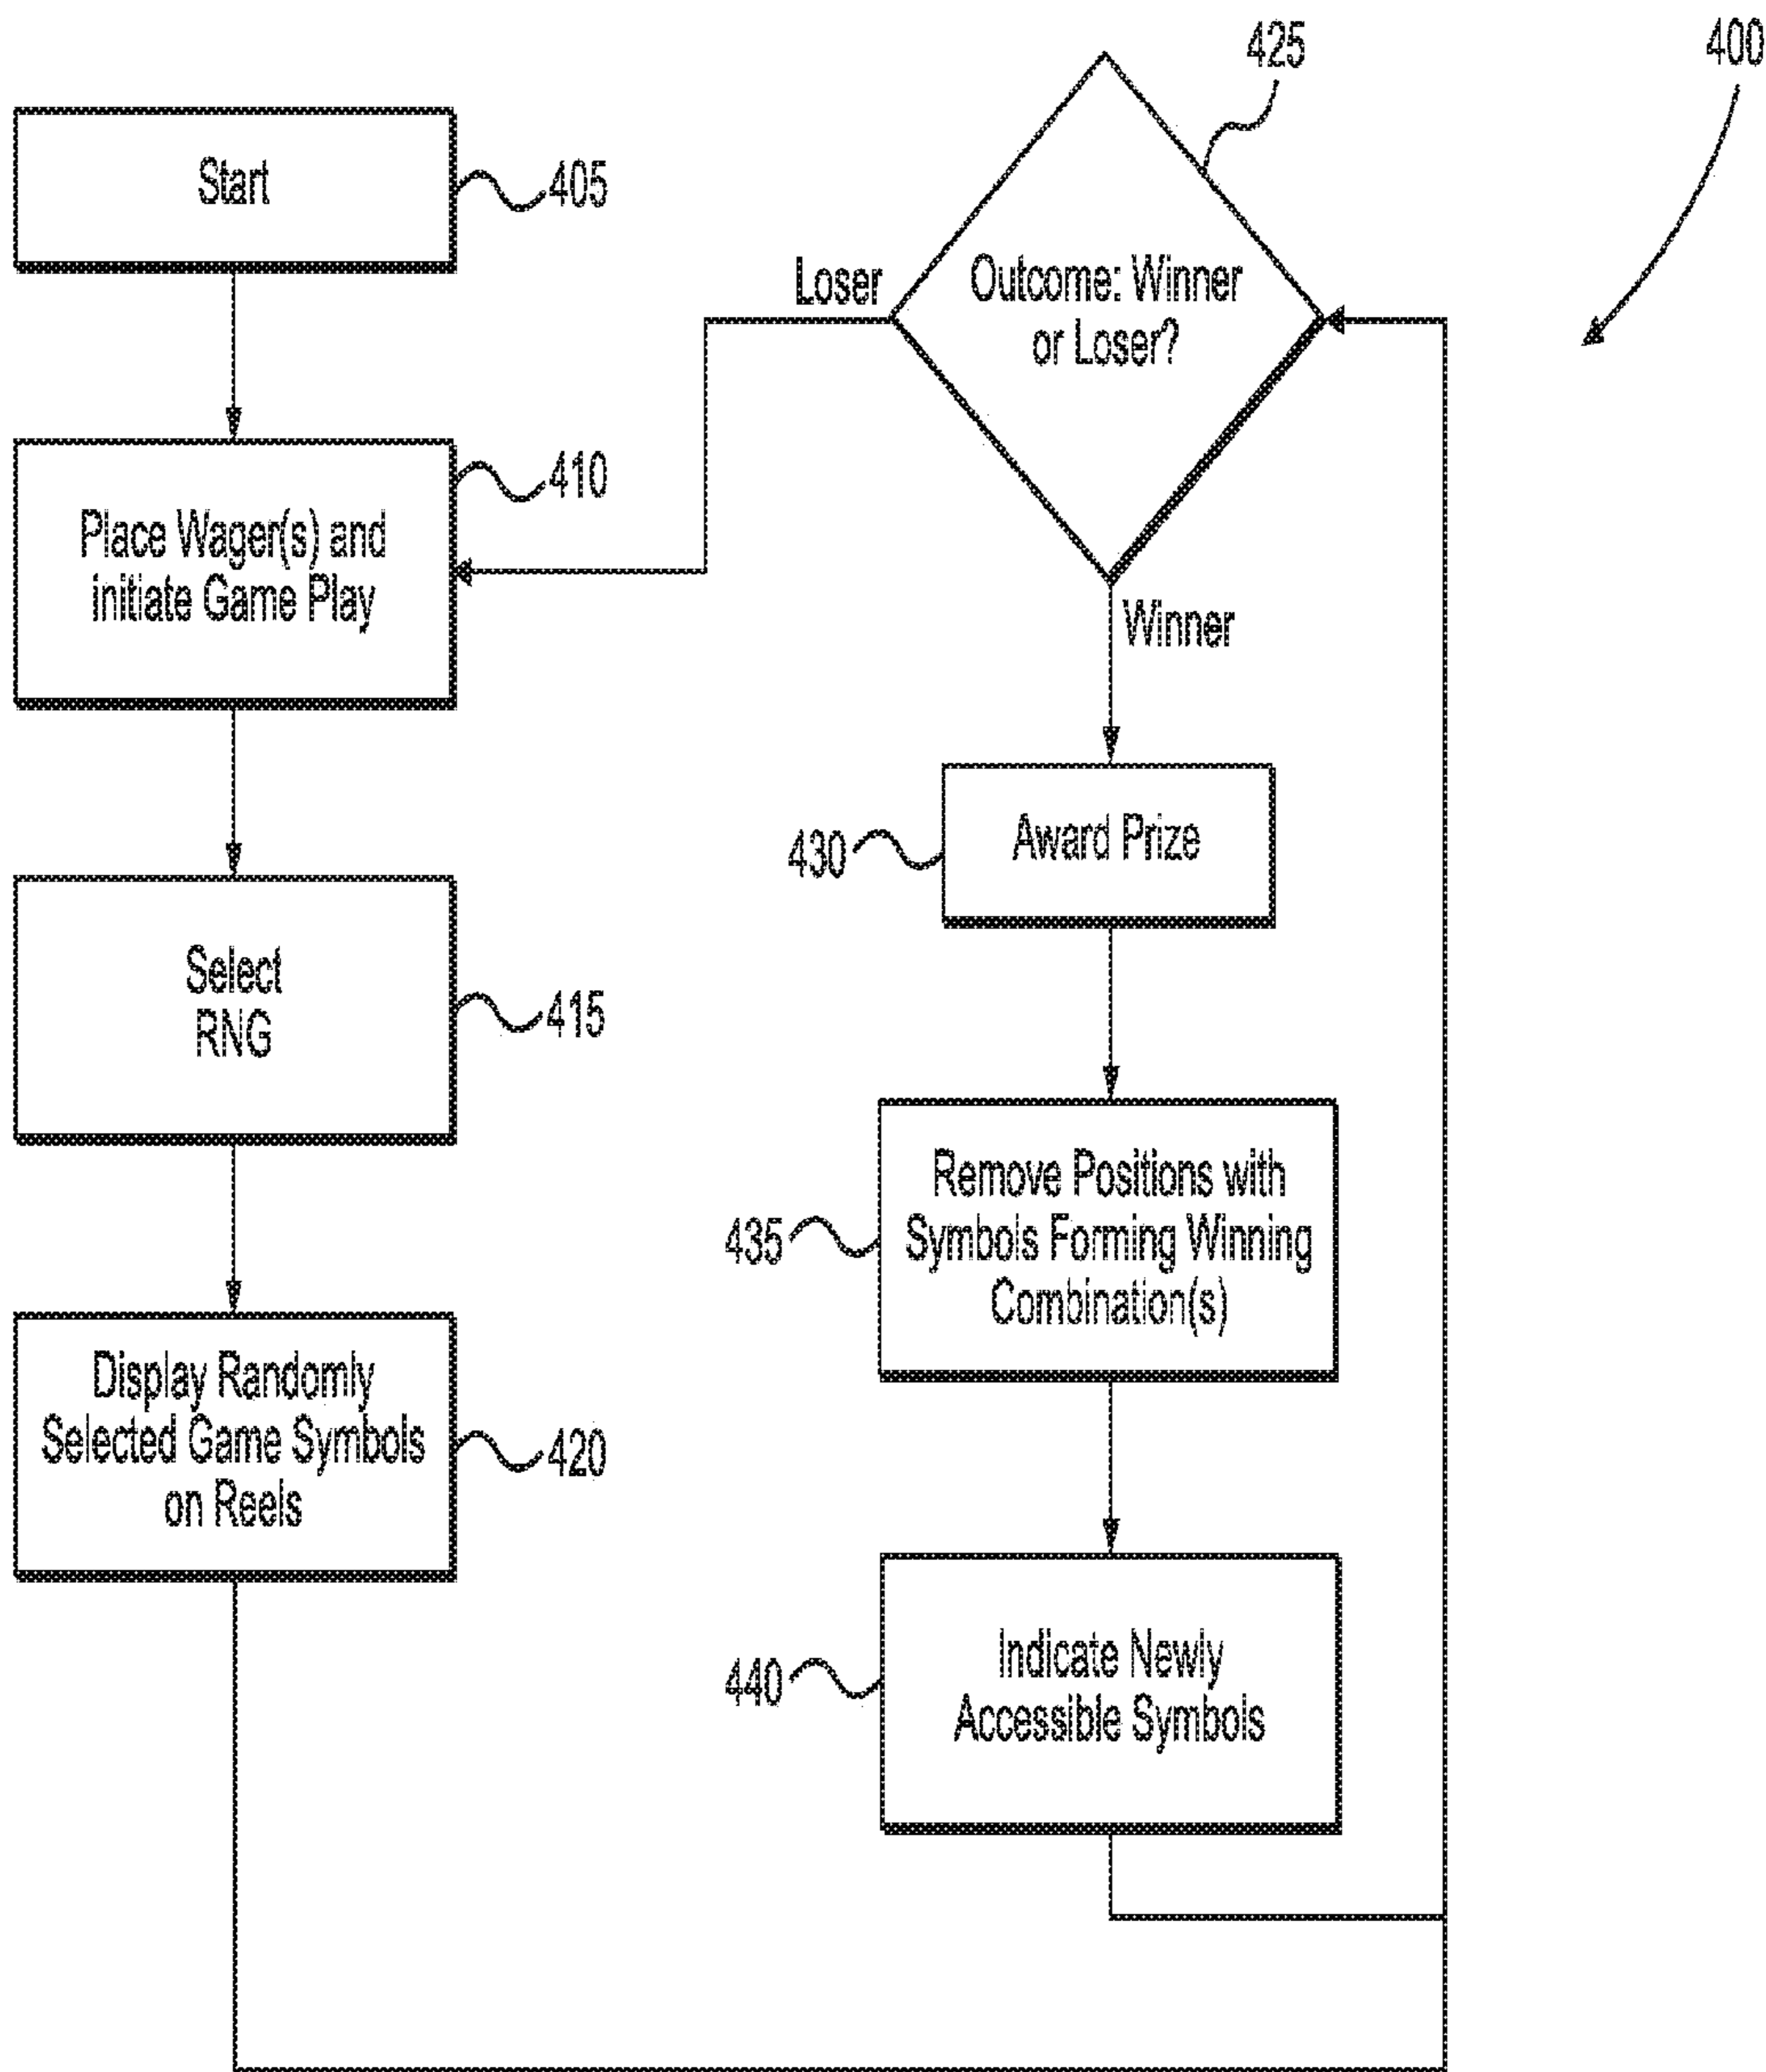 400
Start
405
Place Wager(s) and
initiate Game Play
410
Select
RNG
415
Display Randomly
Selected Game Symbols
on Reels
420
425
Outcome: Winner
or Loser?
Loser
Winner
Award Prize
430
Remove Positions with
Symbols Forming Winning
Combination(s)
435
Indicate Newly
Accessible Symbols
440